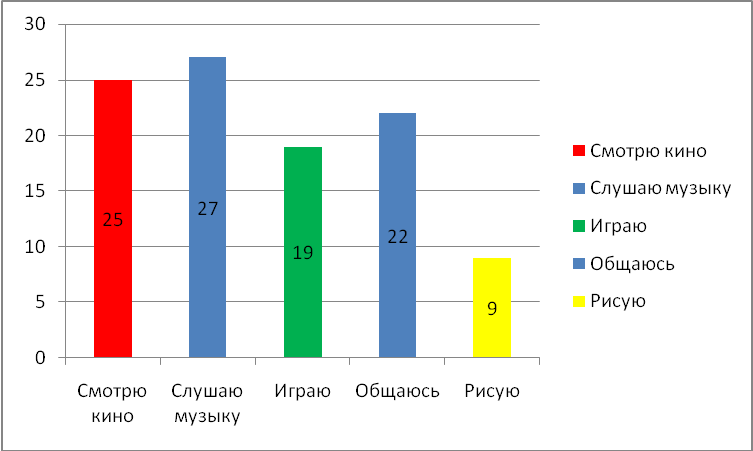 30
25
20
15
10
5
0
25
27
19
22
9
Смотрю
кино
Слушаю
музыку
Играю
Общаюсь
Рисую
Смотрю кино
Слушаю музыку
Играю
Общаюсь
Рисую